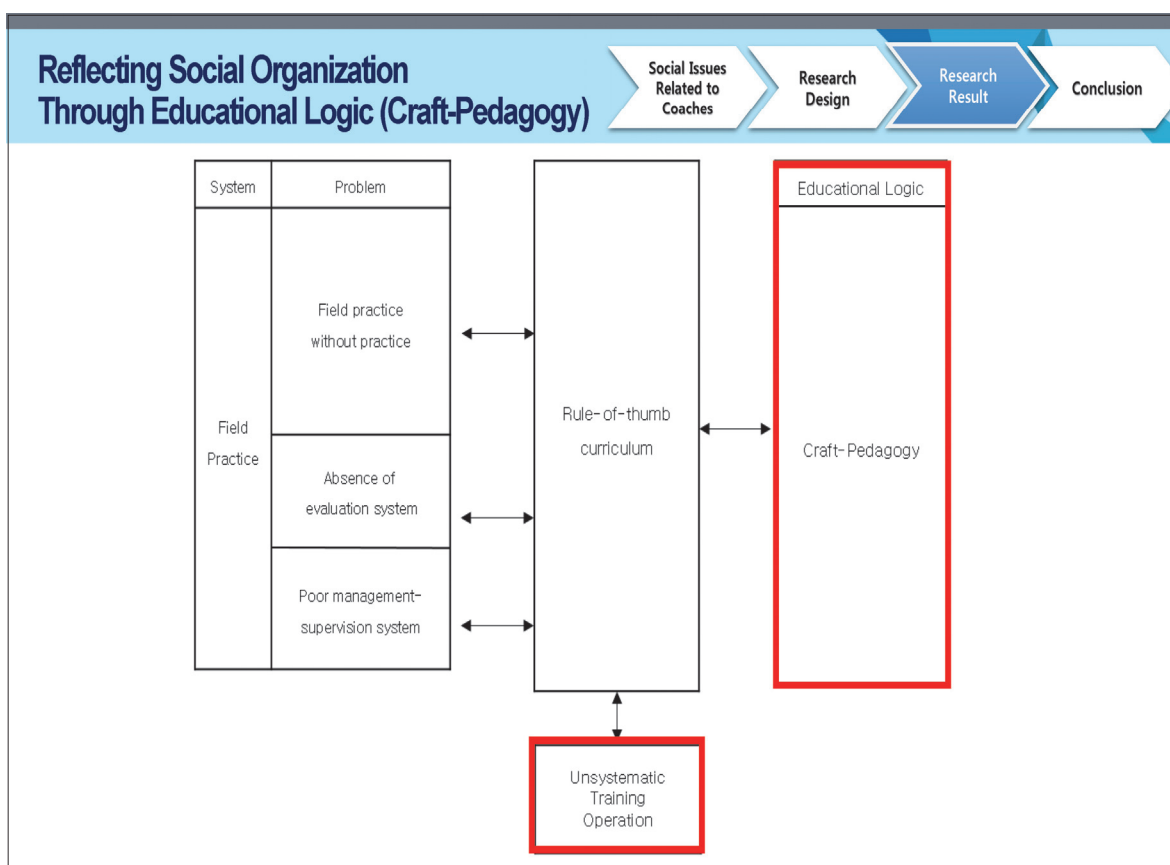 Reflecting Social Organization
Through Educational Logic (Craft-Pedagogy)
Social Issues
Related to
Coaches
Research
Design
Research
Result
Conclusion
System
Problem
Educational Logic
Field
Practice
Field practice
without practice
Absence of
evaluation system
Poor management-
supervision system
Rule-of-thumb
curriculum
Craft-Pedagogy
Unsystematic
Training
Operation